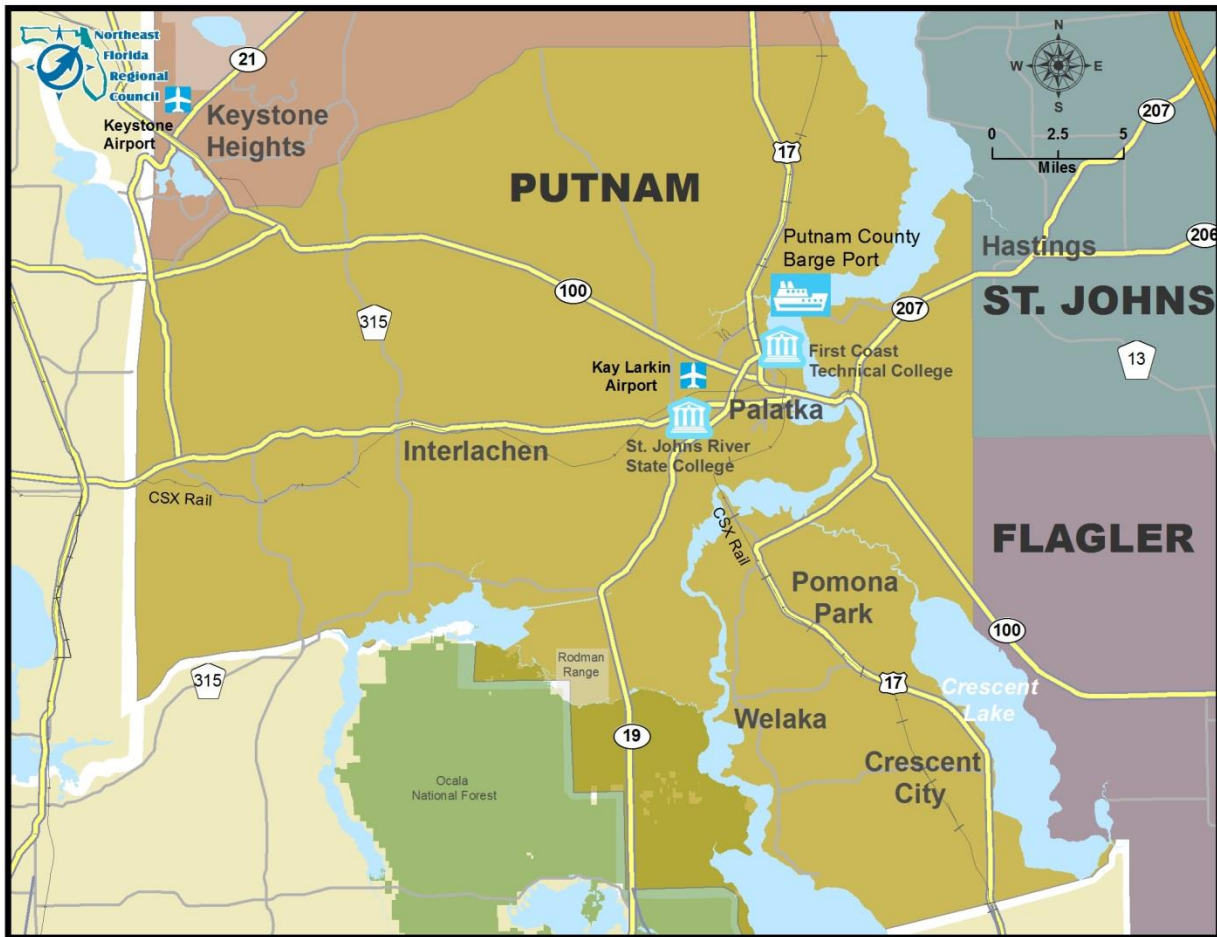 Northeast
Florida
Regional
Council
21
Keystone
Airport
Keystone
Heights
N
W
E
S
0
2.5
5
Miles
207
17
PUTNAM
Putnam County
Barge Port
Hastings
206
100
207
ST. JOHNS
315
13
Kay Larkin
Airport
First Coast
Technical College
Palatka
Interlachen
St. Johns River
State College
CSX Rail
CSX Rail
FLAGLER
Pomona
Park
100
Rodman
Range
315
17
Crescent
Lake
Welaka
19
Crescent
City
Ocala
National Forest